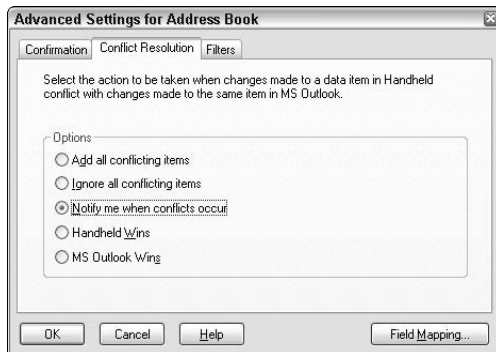 Advanced Settings for Address Book
Confirmation Conflict Resolution Filters
Select the action to be taken when changes made to a data item in Handheld
conflict with changes made to the same item in MS Outlook.
Options
Add all conflicting items
Ignore all conflicting items
Notify me when conflicts occur
Handheld Wins
MS Outlook Wins
OK Cancel Help Field Mapping...